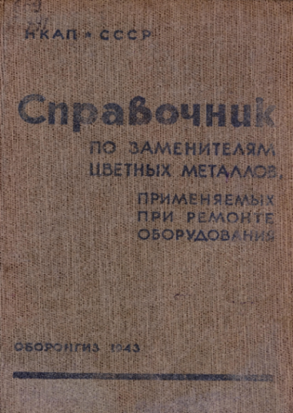 НКАП СССР
Справочник
ПО ЗАМЕНИТЕЛЯМ
ЦВЕТНЫХ МЕТАЛЛОВ,
ПРИМЕНЯЕМЫХ
ПРИ РЕМОНТЕ
ОБОРУДОВАНИЯ
ОБОРОНГИЗ 1943